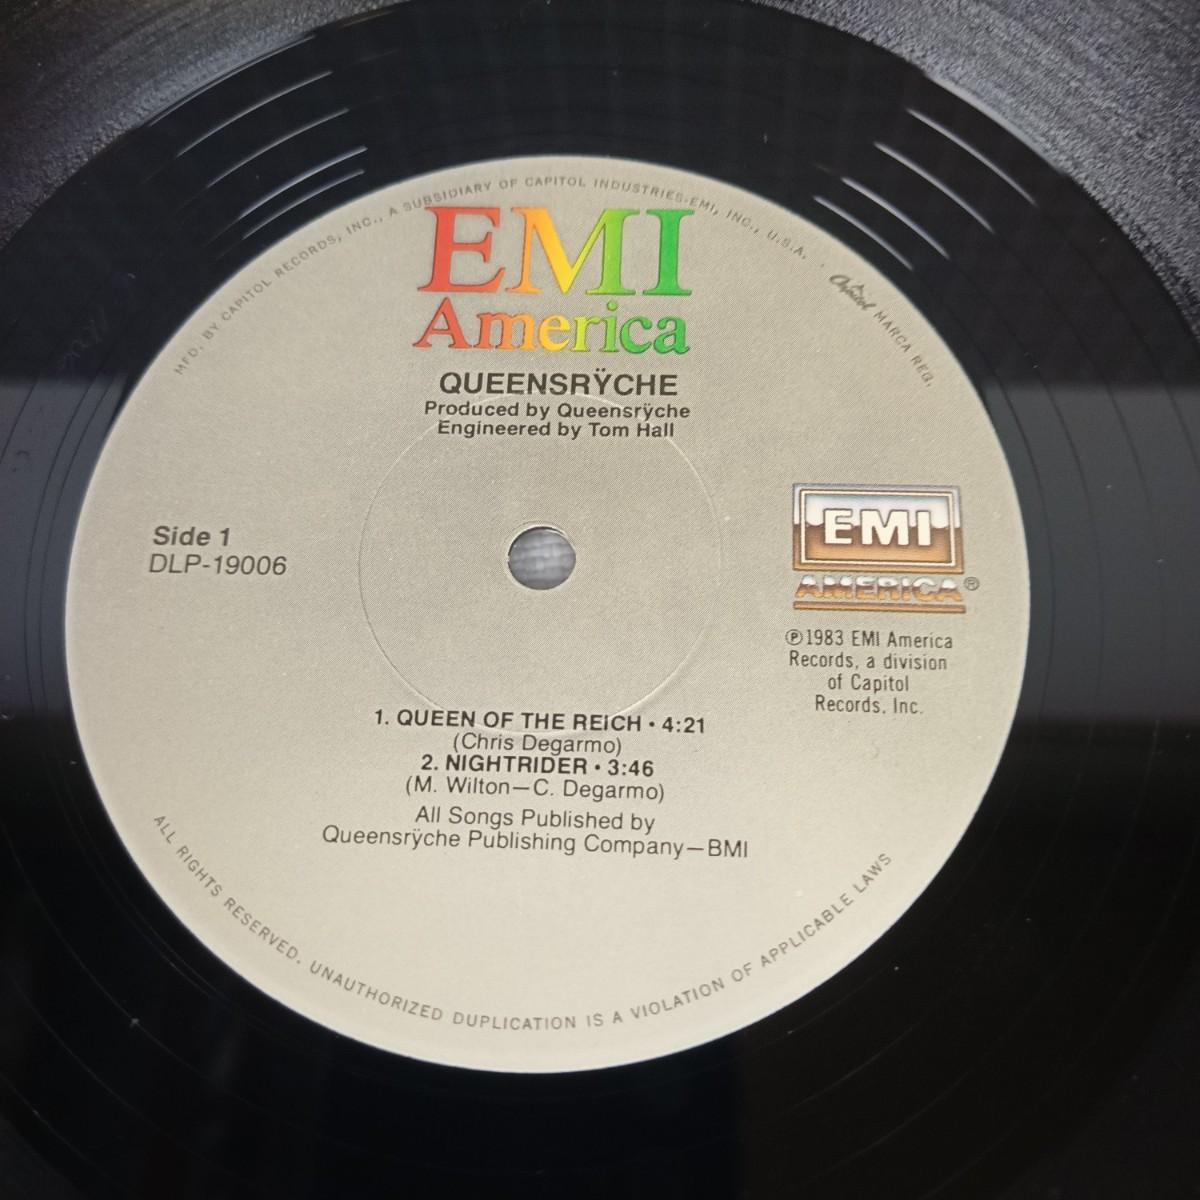 MFD. BY CAPITOL RECORDS, INC., A SUBSIDIARY OF CAPITOL INDUSTRIES-EMI, INC., U.S.A. · Capitol MARCA REG.
EMI
America
QUEENSRŸCHE
Produced by Queensrÿche
Engineered by Tom Hall
Side 1
DLP-19006
EMI
AMERICA®
℗1983 EMI America
Records, a division
of Capitol
Records, Inc.
1. QUEEN OF THE REICH • 4:21
(Chris Degarmo)
2. NIGHTRIDER • 3:46
(M. Wilton—C. Degarmo)
All Songs Published by
Queensrÿche Publishing Company—BMI
ALL RIGHTS RESERVED. UNAUTHORIZED DUPLICATION IS A VIOLATION OF APPLICABLE LAWS